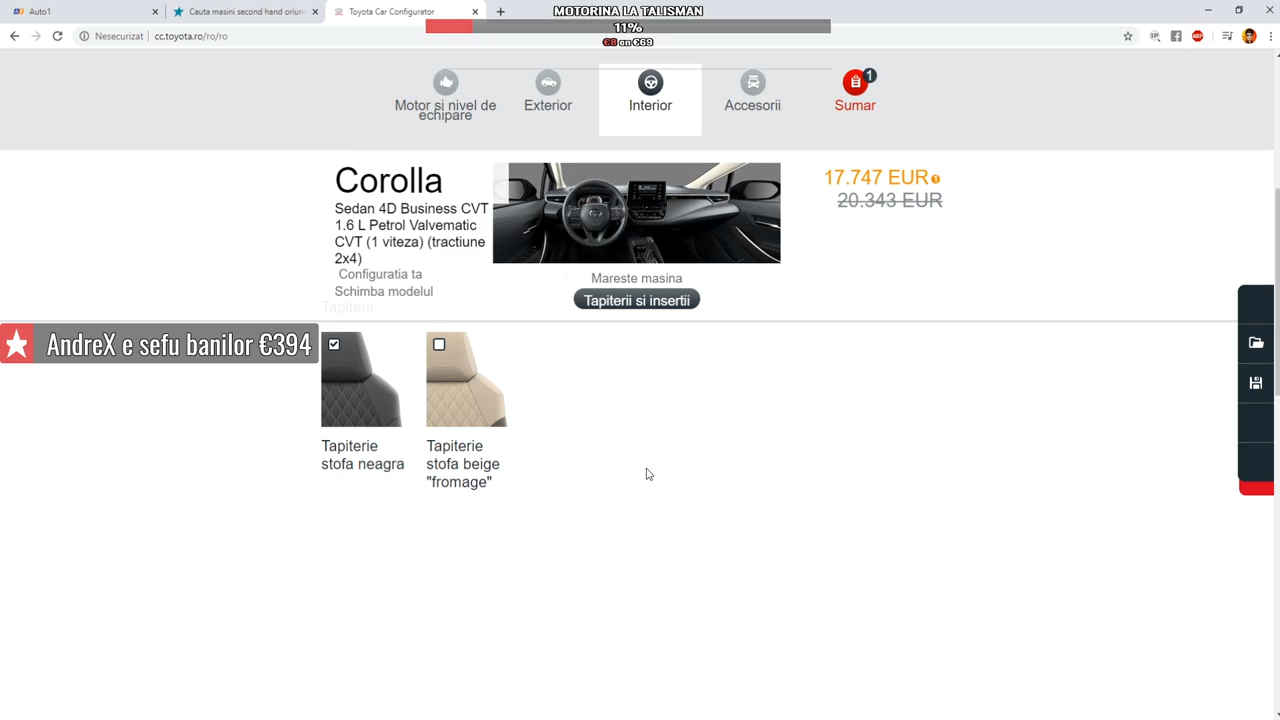 Auto1
Cauta masini second hand oriun
Toyota Car Configurator
MOTORINA LA TALISMAN
11%
€8 an €69
Nesecurizat
cc.toyota.ro/ro/ro
ABP
Motor si nivel de
echipare
Exterior
Interior
Accesorii
1
Sumar
Corolla
Sedan 4D Business CVT
1.6 L Petrol Valvematic
CVT (1 viteza) (tractiune
2x4)
Configuratia ta
Schimba modelul
17.747 EUR
20.343 EUR
Mareste masina
Tapiterii si insertii
Tapiterii
AndreX e sefu banilor €394
Tapiterie
stofa neagra
Tapiterie
stofa beige
"fromage"